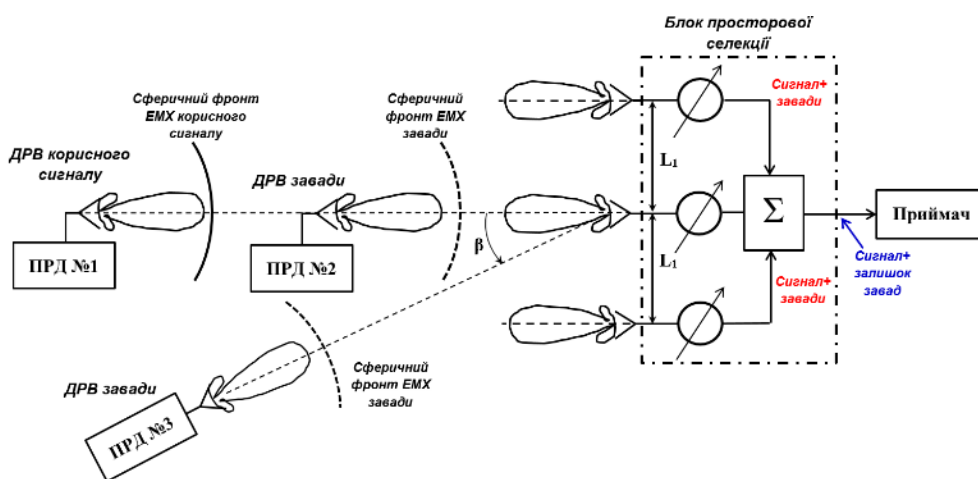 Блок просторової
селекції
Сферичний фронт
ЕМХ корисного
сигналу
Сферичний
фронт ЕМХ
завади
Сигнал+
завади
ДРВ корисного
сигналу
ДРВ завади
L₁
ПРД №1
ПРД №2
β
Σ
Приймач
L₁
Сигнал+
завади
Сигнал+
залишок
завад
Сферичний
фронт ЕМХ
завади
ДРВ завади
ПРД №3